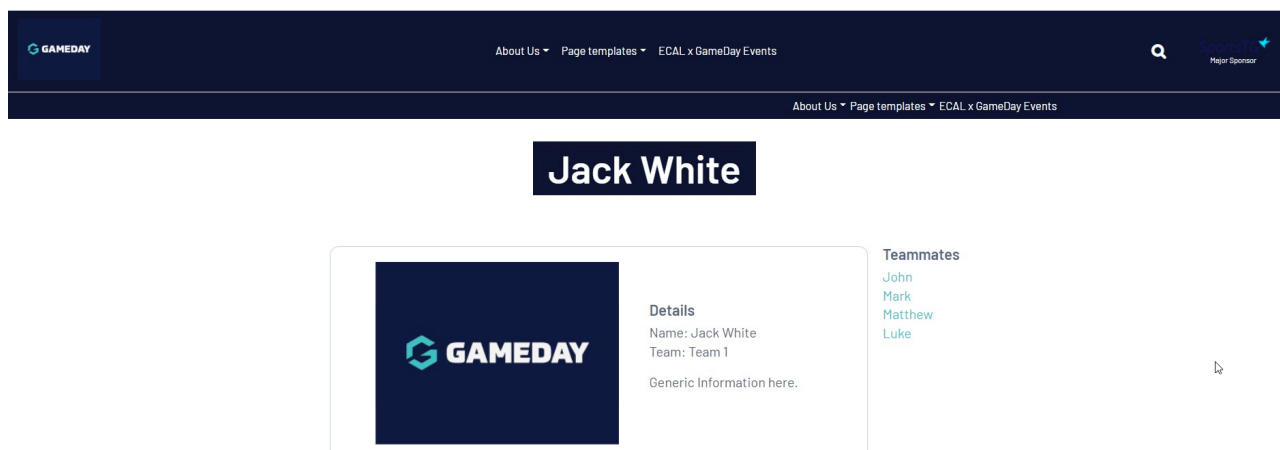 GAMEDAY
About Us Page templates ECAL x GameDay Events
SportsTG
Major Sponsor
About Us Page templates ECAL x GameDay Events
Jack White
GAMEDAY
Details
Name: Jack White
Team: Team 1
Generic Information here.
Teammates
John
Mark
Matthew
Luke